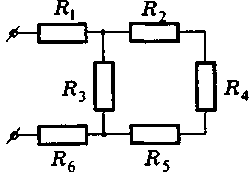 R₁ R₂
R₃ R₄
R₆ R₅